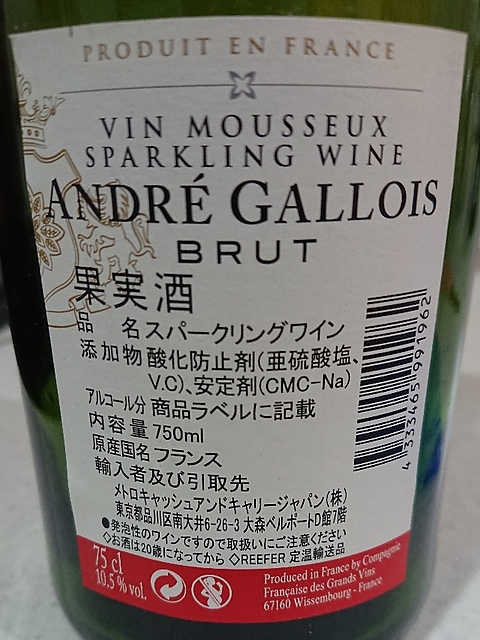 PRODUIT EN FRANCE
VIN MOUSSEUX
SPARKLING WINE
ANDRÉ GALLOIS
BRUT
果実酒
品 名 スパークリングワイン
添加物 酸化防止剤(亜硫酸塩、
V.C)、安定剤(CMC-Na)
アルコール分 商品ラベルに記載
内容量 750ml
原産国名 フランス
輸入者及び引取先
メトロキャッシュアンドキャリージャパン(株)
東京都品川区南大井6-26-3 大森ベルポートD館7階
●発泡性のワインですので取扱いにご注意ください
◇お酒は20歳になってから ◇REEFER 定温輸送品
4 333465 991962
75 cl
10.5 % vol.
Produced in France by Compagnie
Française des Grands Vins
67160 Wissembourg - France